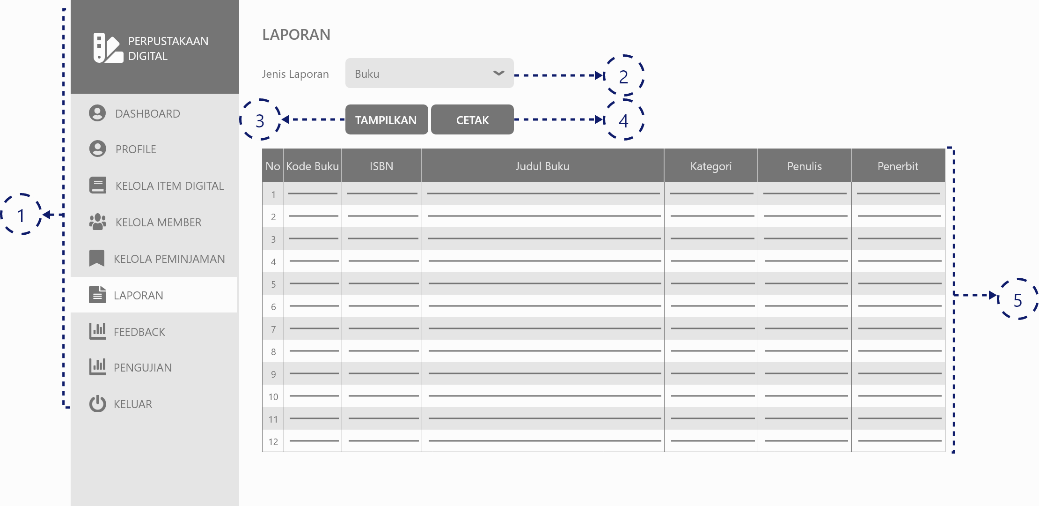 PERPUSTAKAAN
DIGITAL
DASHBOARD
PROFILE
KELOLA ITEM DIGITAL
KELOLA MEMBER
KELOLA PEMINJAMAN
LAPORAN
FEEDBACK
PENGUJIAN
KELUAR
1
LAPORAN
Jenis Laporan Buku 2
3 TAMPILKAN CETAK 4
No Kode Buku ISBN Judul Buku Kategori Penulis Penerbit
1
2
3
4
5
6
7
8
9
10
11
12
5